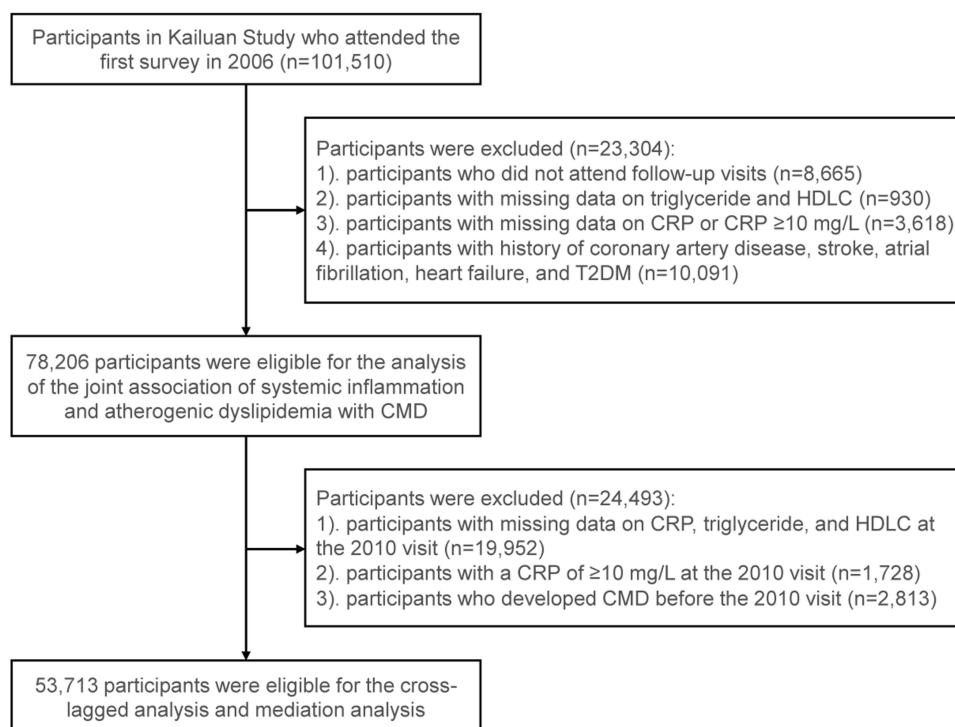 Participants in Kailuan Study who attended the
first survey in 2006 (n=101,510)
Participants were excluded (n=23,304):
1). participants who did not attend follow-up visits (n=8,665)
2). participants with missing data on triglyceride and HDLC (n=930)
3). participants with missing data on CRP or CRP ≥10 mg/L (n=3,618)
4). participants with history of coronary artery disease, stroke, atrial
fibrillation, heart failure, and T2DM (n=10,091)
78,206 participants were eligible for the analysis
of the joint association of systemic inflammation
and atherogenic dyslipidemia with CMD
Participants were excluded (n=24,493):
1). participants with missing data on CRP, triglyceride, and HDLC at
the 2010 visit (n=19,952)
2). participants with a CRP of ≥10 mg/L at the 2010 visit (n=1,728)
3). participants who developed CMD before the 2010 visit (n=2,813)
53,713 participants were eligible for the cross-
lagged analysis and mediation analysis